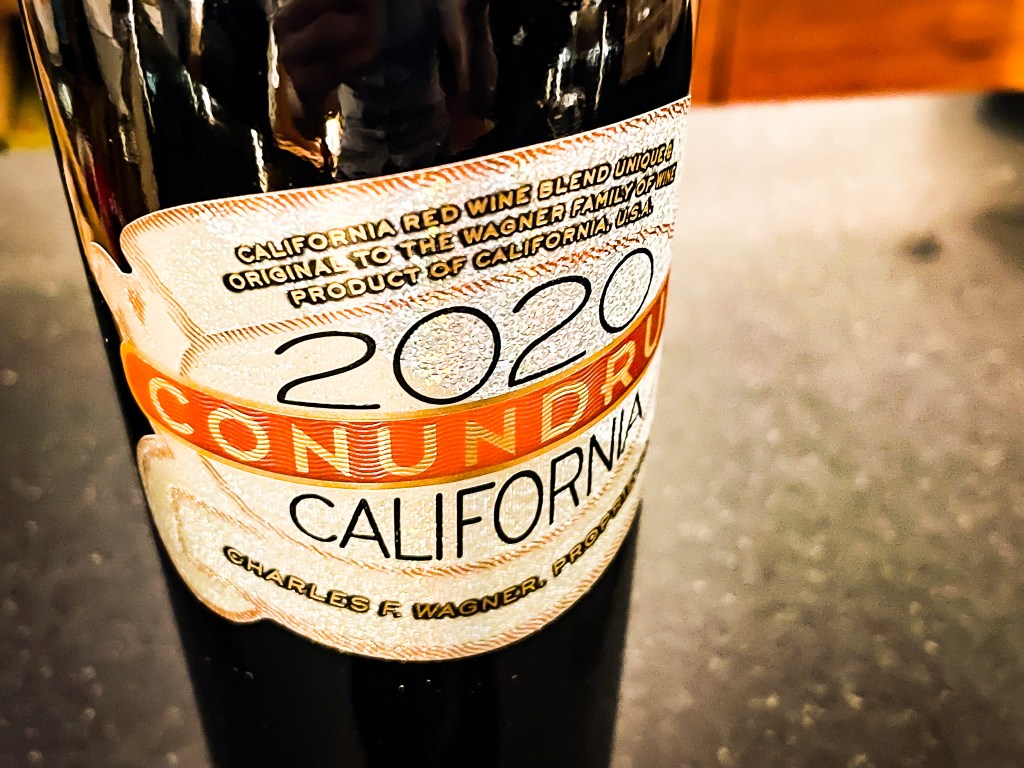 CALIFORNIA RED WINE BLEND UNIQUE &
ORIGINAL TO THE WAGNER FAMILY OF WINE
PRODUCT OF CALIFORNIA, U.S.A.
2020
CONUNDRU
CALIFORNIA
CHARLES F. WAGNER,